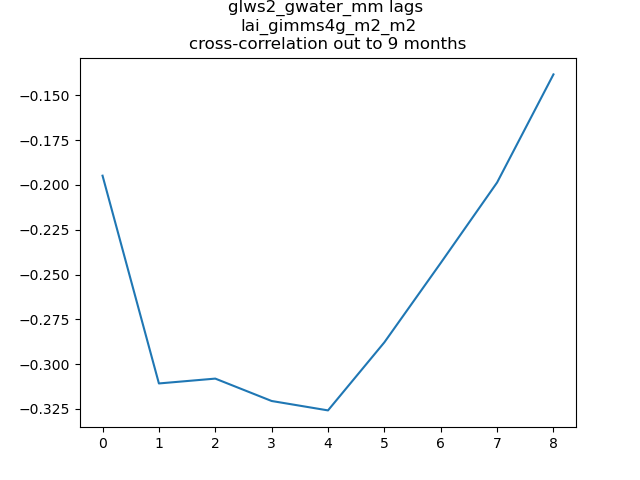 glws2_gwater_mm lags
lai_gimms4g_m2_m2
cross-correlation out to 9 months
−0.150
−0.175
−0.200
−0.225
−0.250
−0.275
−0.300
−0.325
0 1 2 3 4 5 6 7 8